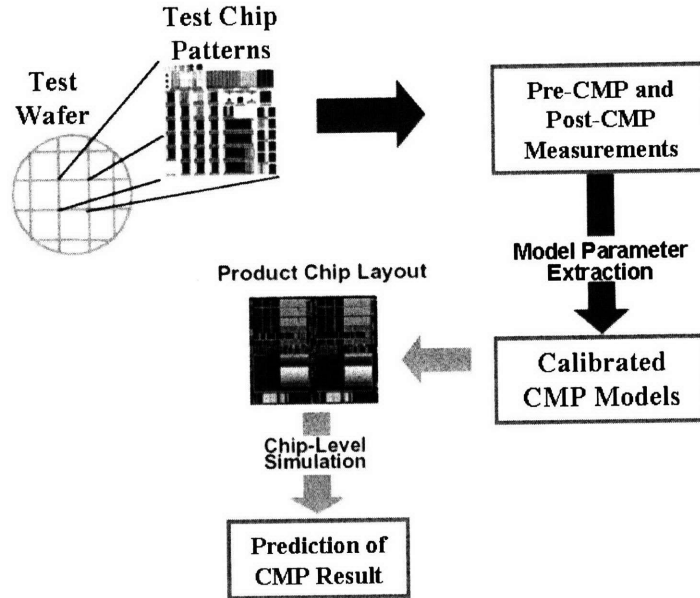 Test Chip
Patterns
Test
Wafer
Pre-CMP and
Post-CMP
Measurements
Model Parameter
Extraction
Product Chip Layout
Calibrated
CMP Models
Chip-Level
Simulation
Prediction of
CMP Result